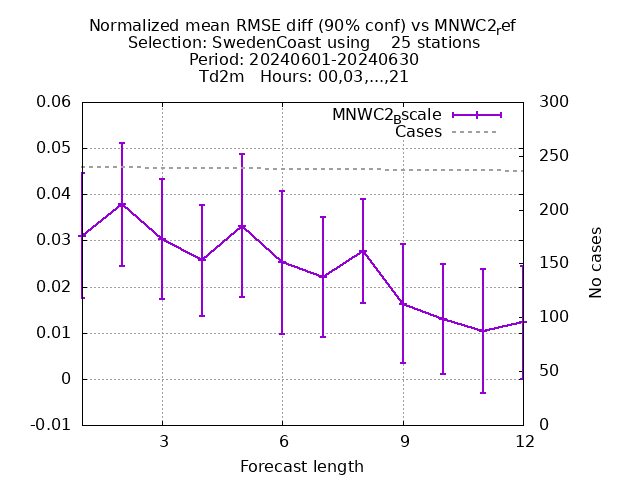 Normalized mean RMSE diff (90% conf) vs MNWC2ref
Selection: SwedenCoast using    25 stations
Period: 20240601-20240630
Td2m   Hours: 00,03,...,21
MNWC2Bscale
Cases
0.06
0.05
0.04
0.03
0.02
0.01
0
-0.01
300
250
200
150
100
50
0
No cases
3
6
9
12
Forecast length